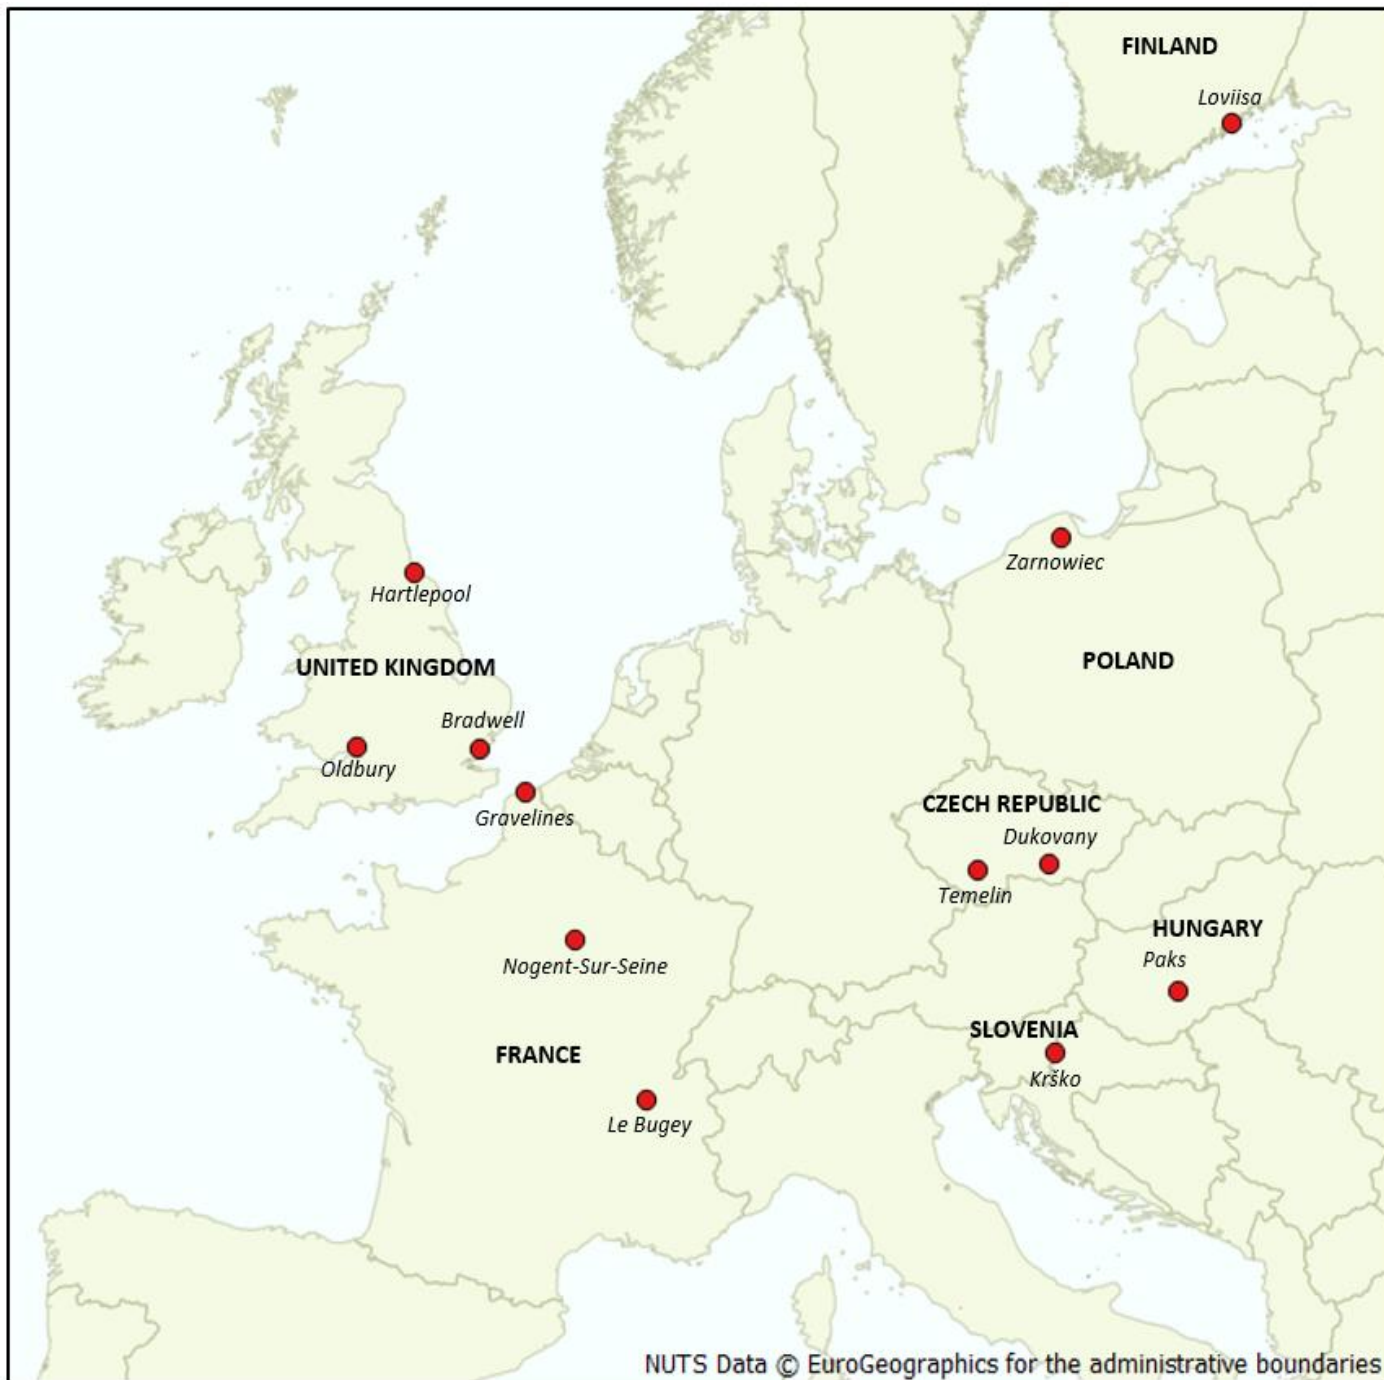 FINLAND
Loviisa
Zarnowiec
Hartlepool
POLAND
UNITED KINGDOM
Bradwell
Oldbury
Gravelines
CZECH REPUBLIC
Dukovany
Temelin
HUNGARY
Paks
Nogent-Sur-Seine
SLOVENIA
FRANCE
Krško
Le Bugey
NUTS Data © EuroGeographics for the administrative boundaries